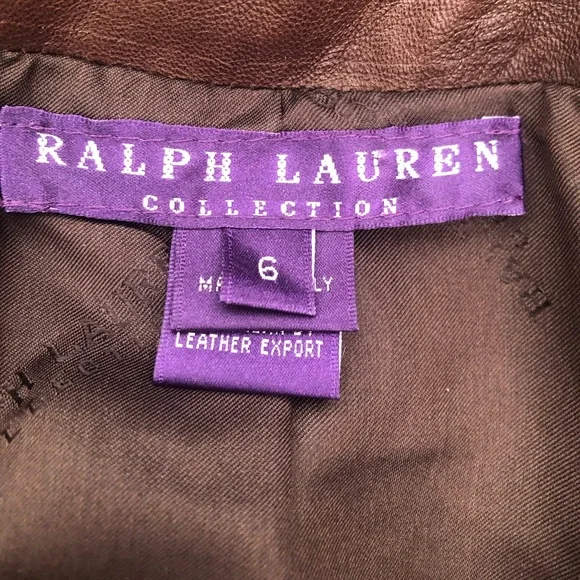 RALPH LAUREN
COLLECTION
6
LEATHER EXPORT